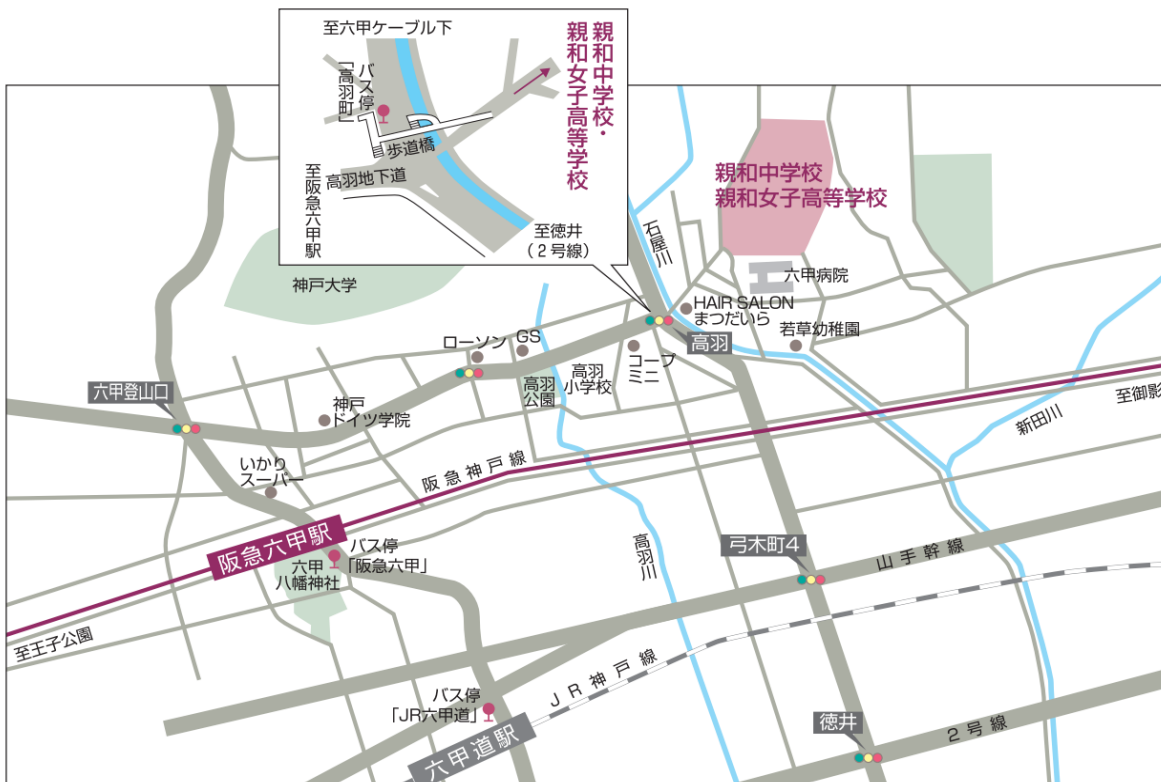 至六甲ケーブル下
バス停
「高羽町」
歩道橋
高羽地下道
至阪急六甲駅
至徳井
（2号線）
親和中学校・
親和女子高等学校
親和中学校
親和女子高等学校
石屋川
六甲病院
神戸大学
HAIR SALON
まつだいら
若草幼稚園
高羽
ローソン
GS
コープ
ミニ
高羽
小学校
高羽
公園
六甲登山口
神戸
ドイツ学院
至御影
新田川
いかり
スーパー
阪急神戸線
阪急六甲駅
バス停
「阪急六甲」
六甲
八幡神社
高羽川
弓木町4
山手幹線
至王子公園
JR神戸線
バス停
「JR六甲道」
六甲道駅
徳井
2号線